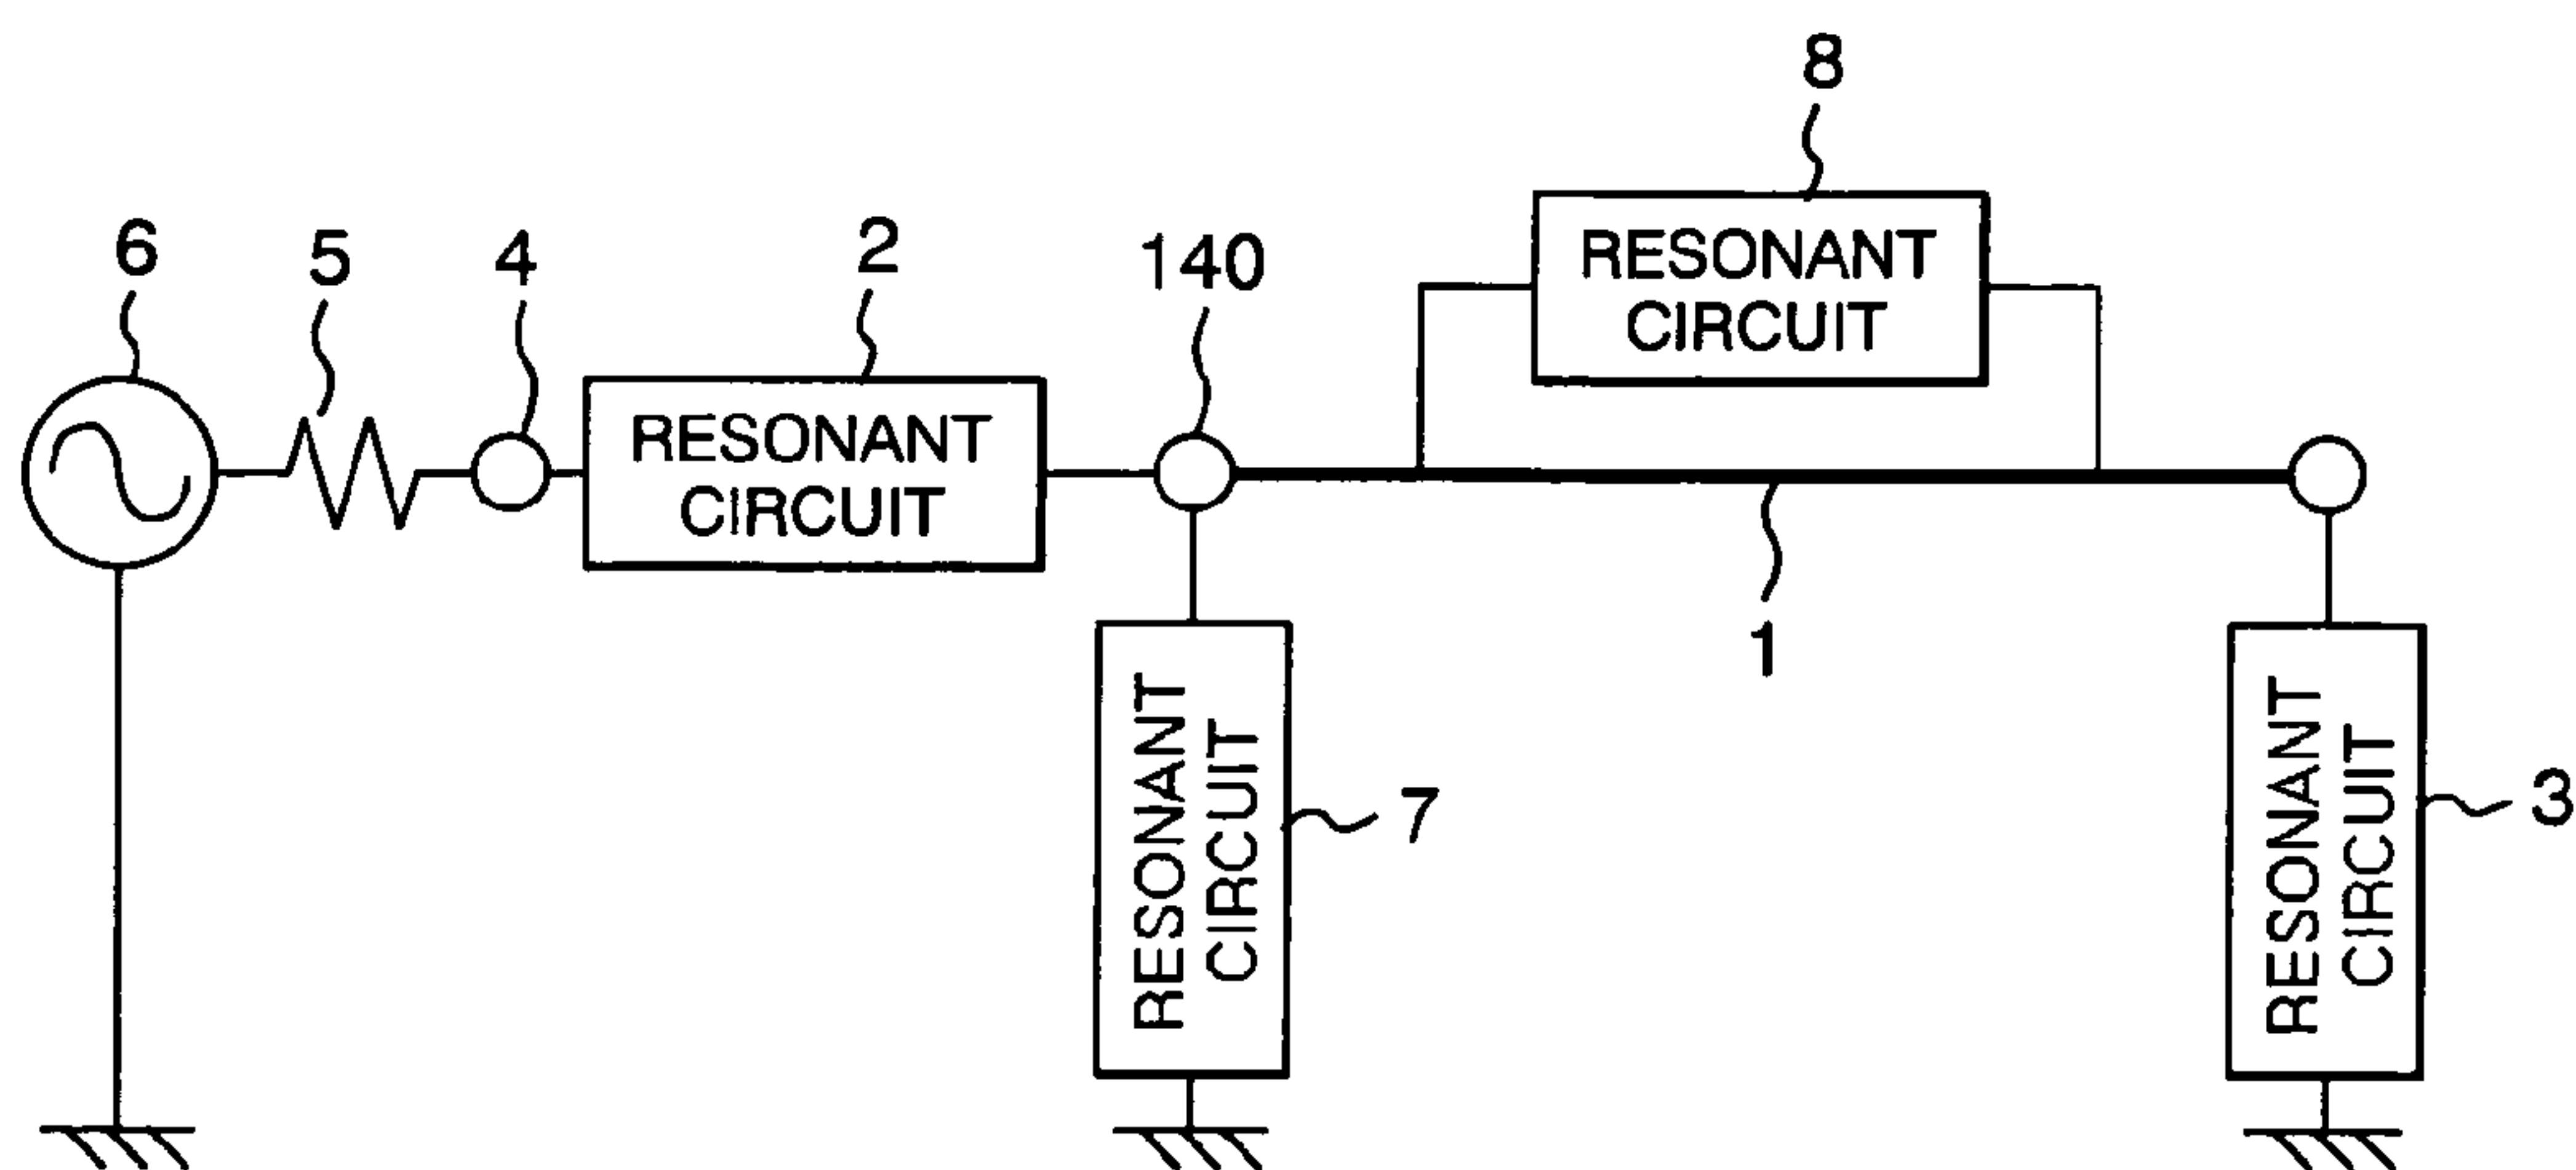 8
6
5
4
2
140
RESONANT
CIRCUIT
RESONANT
CIRCUIT
1
RESONANT
CIRCUIT
7
RESONANT
CIRCUIT
3